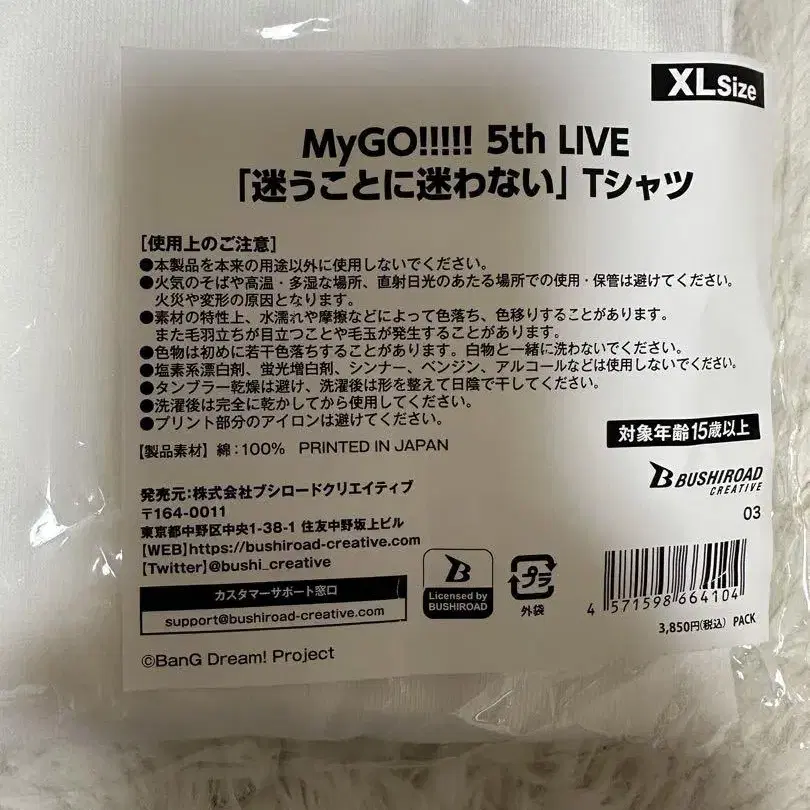 XLSize
MyGO!!!!! 5th LIVE
「迷うことに迷わない」Tシャツ
[使用上のご注意]
●本製品を本来の用途以外に使用しないでください。
●火気のそばや高温・多湿な場所、直射日光のあたる場所での使用・保管は避けてください。
火災や変形の原因となります。
●素材の特性上、水濡れや摩擦などによって色落ち、色移りすることがあります。
また毛羽立ちが目立つことや毛玉が発生することがあります。
●色物は初めに若干色落ちすることがあります。白物と一緒に洗わないでください。
●塩素系漂白剤、蛍光増白剤、シンナー、ベンジン、アルコールなどは使用しないでください。
●タンブラー乾燥は避け、洗濯後は形を整えて日陰で干してください。
●洗濯後は完全に乾かしてから使用してください。
●プリント部分のアイロンは避けてください。
【製品素材】綿:100% PRINTED IN JAPAN
対象年齢15歳以上
BUSHIROAD
CREATIVE
03
発売元:株式会社ブシロードクリエイティブ
〒164-0011
東京都中野区中央1-38-1 住友中野坂上ビル
【WEB】https://bushiroad-creative.com
【Twitter】@bushi_creative
カスタマーサポート窓口
support@bushiroad-creative.com
Licensed by
BUSHIROAD
プラ
外袋
4 571598 664104
3,850円(税込) PACK
©BanG Dream! Project